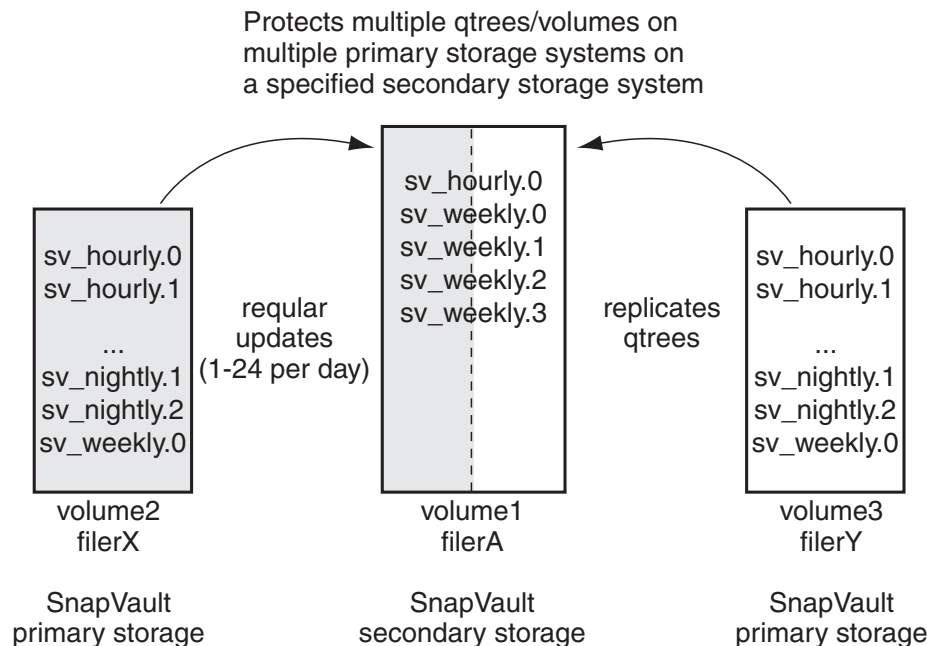 Protects multiple qtrees/volumes on
multiple primary storage systems on
a specified secondary storage system
sv_hourly.0
sv_hourly.1
...
sv_nightly.1
sv_nightly.2
sv_weekly.0
volume2
filerX
SnapVault
primary storage
reqular
updates
(1-24 per day)
sv_hourly.0
sv_weekly.0
sv_weekly.1
sv_weekly.2
sv_weekly.3
volume1
filerA
SnapVault
secondary storage
replicates
qtrees
sv_hourly.0
sv_hourly.1
...
sv_nightly.1
sv_nightly.2
sv_weekly.0
volume3
filerY
SnapVault
primary storage